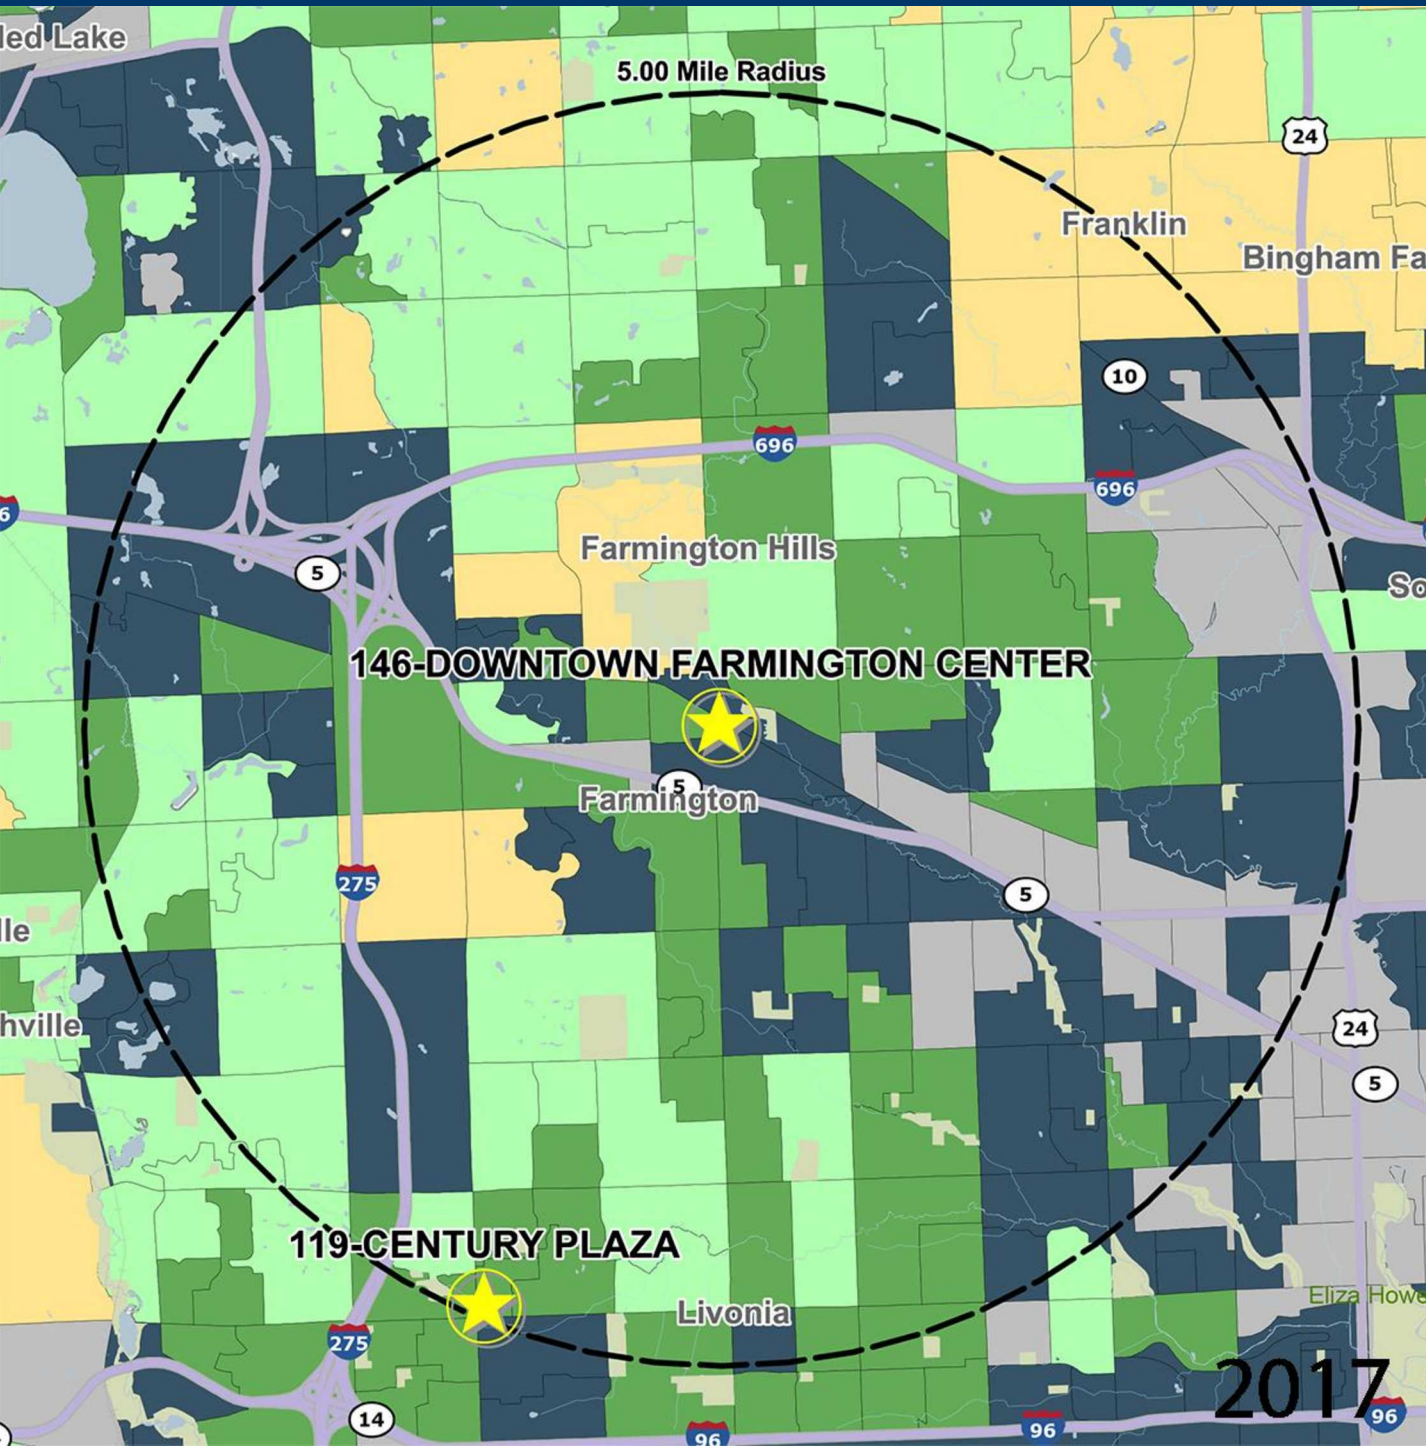 led Lake
5.00 Mile Radius
24
Franklin
Bingham Fa
10
696
696
6
Farmington Hills
5
So
146-DOWNTOWN FARMINGTON CENTER
5
Farmington
275
5
lle
hville
24
5
119-CENTURY PLAZA
Eliza Howe
Livonia
275
2017
14
96
96
96